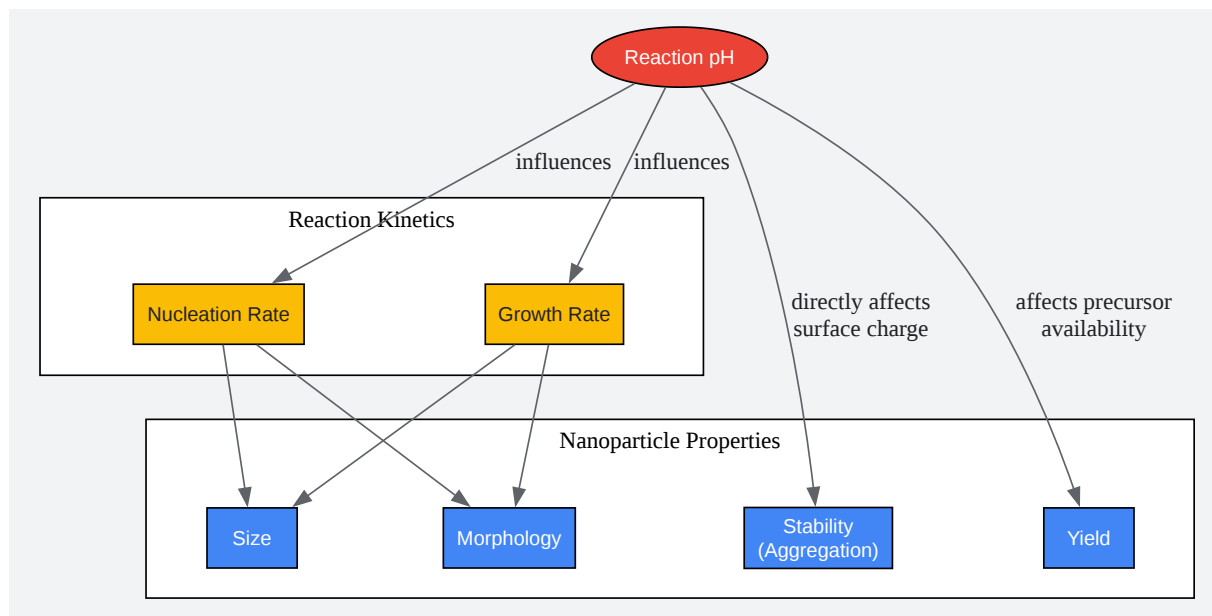 Reaction pH
influences
influences
Reaction Kinetics
Nucleation Rate
Growth Rate
directly affects
surface charge
affects precursor
availability
Nanoparticle Properties
Size
Morphology
Stability
(Aggregation)
Yield